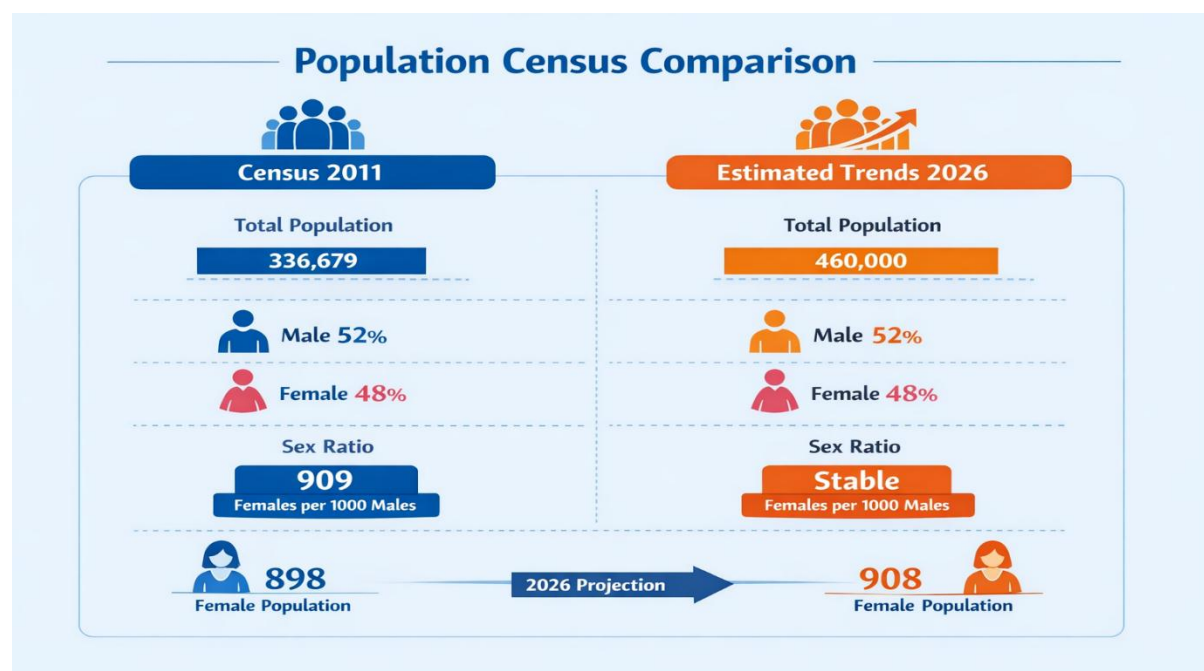 Population Census Comparison
Census 2011
Total Population
336,679
Male 52%
Female 48%
Sex Ratio
909
Females per 1000 Males
898
Female Population
Estimated Trends 2026
Total Population
460,000
Male 52%
Female 48%
Sex Ratio
Stable
Females per 1000 Males
2026 Projection
908
Female Population